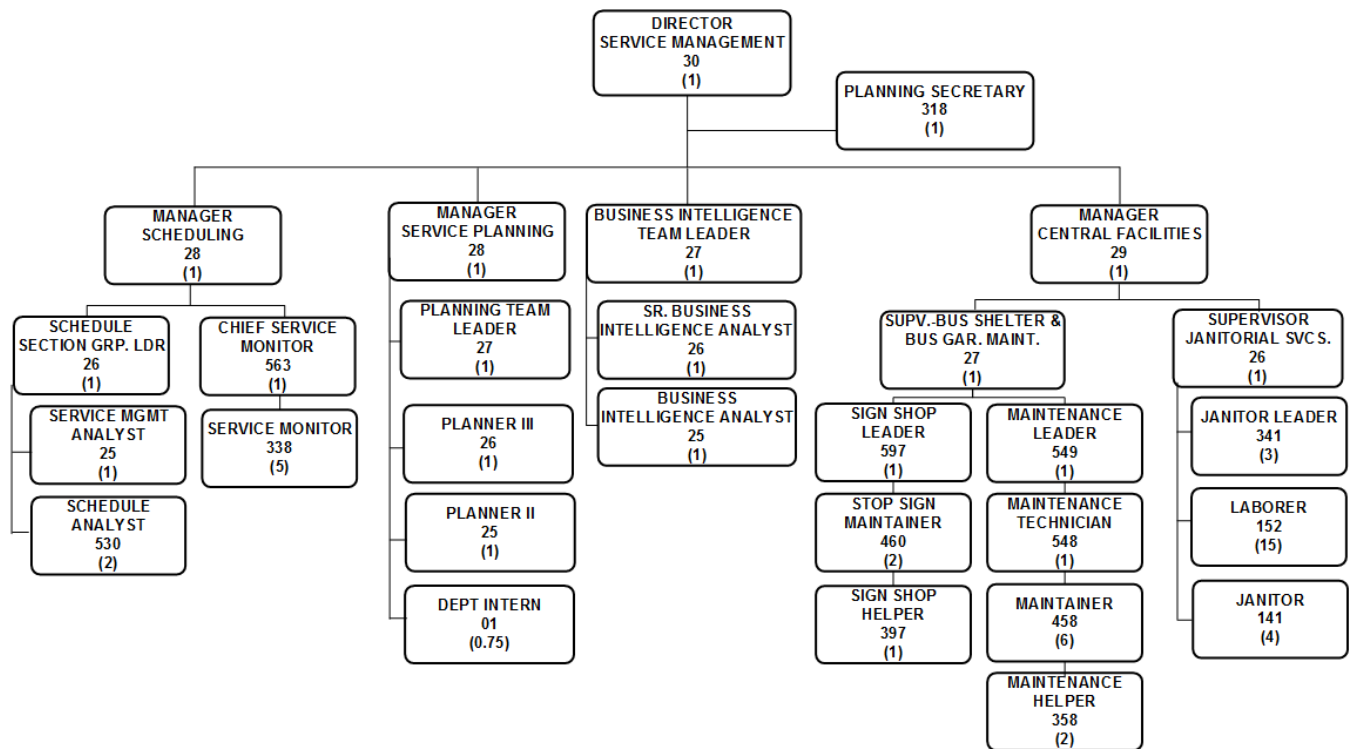 DIRECTOR
SERVICE MANAGEMENT
30
(1)
PLANNING SECRETARY
318
(1)
MANAGER
SCHEDULING
28
(1)
SCHEDULE
SECTION GRP. LDR
26
(1)
SERVICE MGMT
ANALYST
25
(1)
SCHEDULE
ANALYST
530
(2)
CHIEF SERVICE
MONITOR
563
(1)
SERVICE MONITOR
338
(5)
MANAGER
SERVICE PLANNING
28
(1)
PLANNING TEAM
LEADER
27
(1)
PLANNER III
26
(1)
PLANNER II
25
(1)
DEPT INTERN
01
(0.75)
BUSINESS INTELLIGENCE
TEAM LEADER
27
(1)
SR. BUSINESS
INTELLIGENCE ANALYST
26
(1)
BUSINESS
INTELLIGENCE ANALYST
25
(1)
MANAGER
CENTRAL FACILITIES
29
(1)
SUPV.-BUS SHELTER &
BUS GAR. MAINT.
27
(1)
SIGN SHOP
LEADER
597
(1)
STOP SIGN
MAINTAINER
460
(2)
SIGN SHOP
HELPER
397
(1)
MAINTENANCE
LEADER
549
(1)
MAINTENANCE
TECHNICIAN
548
(1)
MAINTAINER
458
(6)
MAINTENANCE
HELPER
358
(2)
SUPERVISOR
JANITORIAL SVCS.
26
(1)
JANITOR LEADER
341
(3)
LABORER
152
(15)
JANITOR
141
(4)